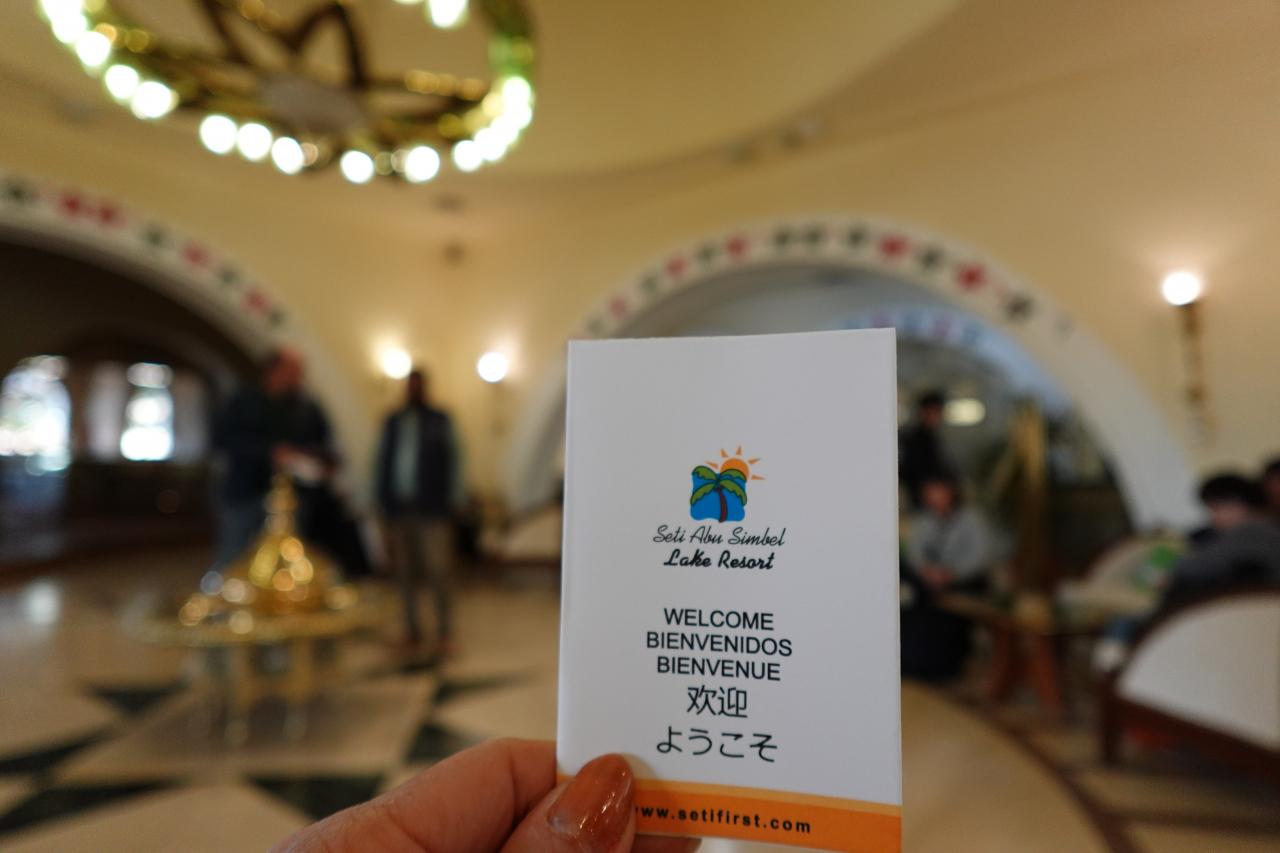 Seti Abu Simbel
Lake Resort
WELCOME
BIENVENIDOS
BIENVENUE
欢迎
ようこそ
www.setifirst.com